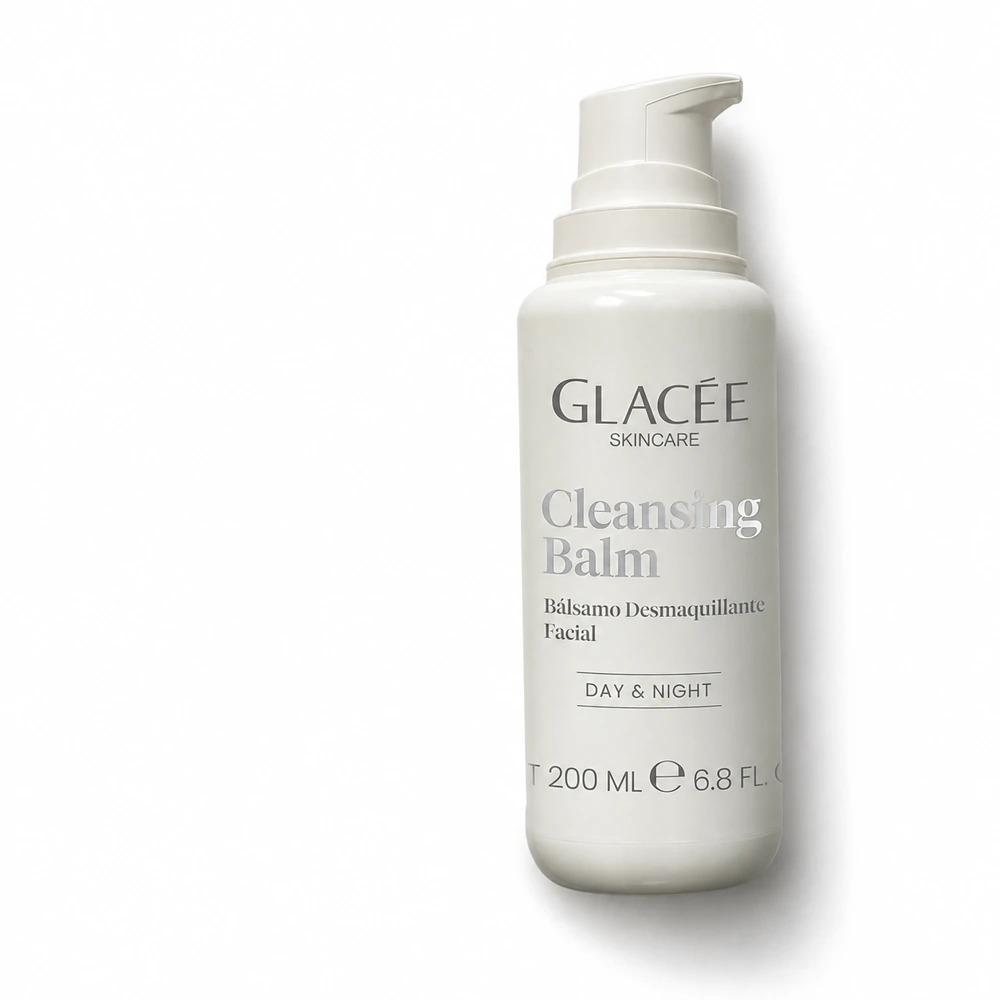 GLACÉE
SKINCARE
Cleansing
Balm
Bálsamo Desmaquillante
Facial
DAY & NIGHT
200 ML ℮ 6.8 FL.